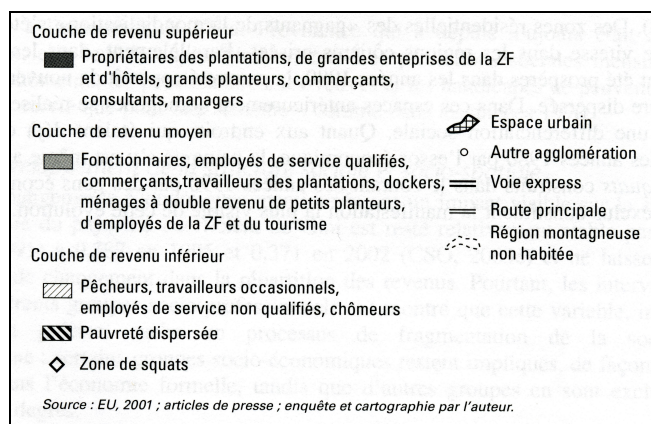 Couche de revenu supérieur
Propriétaires des plantations, de grandes enteprises de la ZF
et d'hôtels, grands planteurs, commerçants,
consultants, managers
Couche de revenu moyen
Fonctionnaires, employés de service qualifiés,
commerçants,travailleurs des plantations, dockers,
ménages à double revenu de petits planteurs,
d'employés de la ZF et du tourisme
Couche de revenu inférieur
Pêcheurs, travailleurs occasionnels,
employés de service non qualifiés, chômeurs
Pauvreté dispersée
Zone de squats
Espace urbain
Autre agglomération
Voie express
Route principale
Région montagneuse
non habitée
Source : EU, 2001 ; articles de presse ; enquête et cartographie par l'auteur.